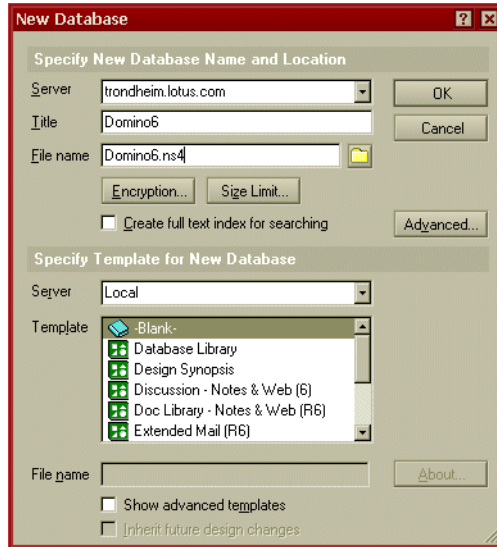 New Database
Specify New Database Name and Location
Server trondheim.lotus.com OK
Title Domino6 Cancel
File name Domino6.ns4
Encryption... Size Limit...
Create full text index for searching Advanced...
Specify Template for New Database
Server Local
Template -Blank-
Database Library
Design Synopsis
Discussion - Notes & Web (6)
Doc Library - Notes & Web (R6)
Extended Mail (R6)
File name About...
Show advanced templates
Inherit future design changes